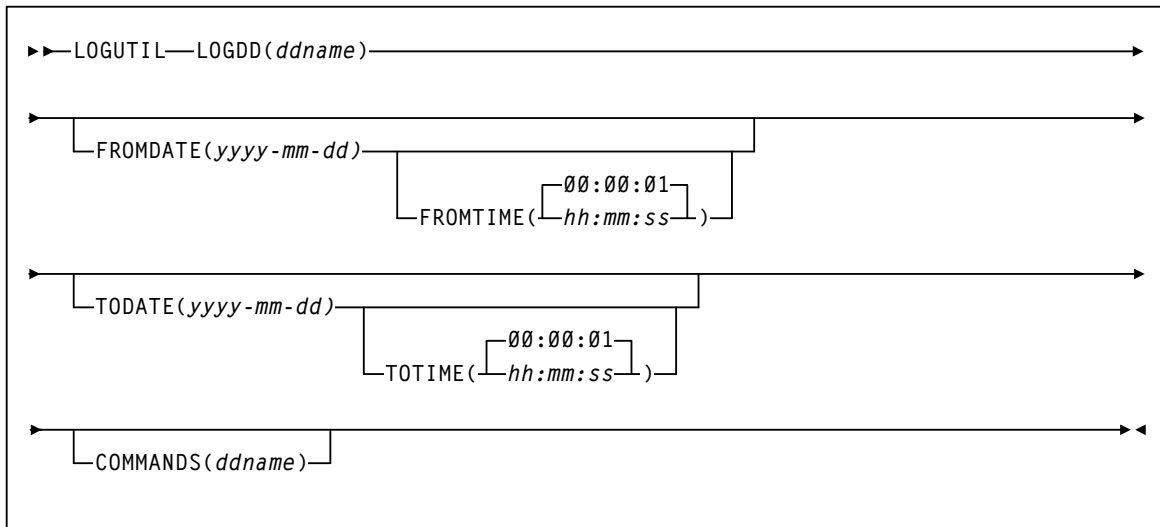 LOGUTIL LOGDD(ddname)
FROMDATE(yyyy-mm-dd)
00:00:01
FROMTIME( hh:mm:ss )
TODATE(yyyy-mm-dd)
00:00:01
TOTIME( hh:mm:ss )
COMMANDS(ddname)